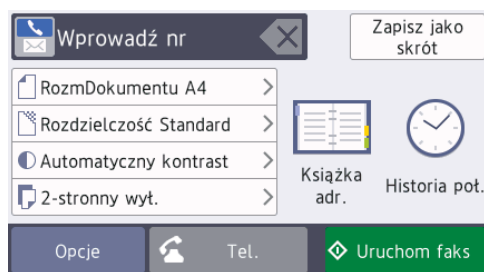 Wprowadź nr
Zapisz jako
skrót
RozmDokumentu A4
Rozdzielczość Standard
Automatyczny kontrast
2-stronny wył.
Książka
adr.
Historia poł.
Opcje
Tel.
Uruchom faks